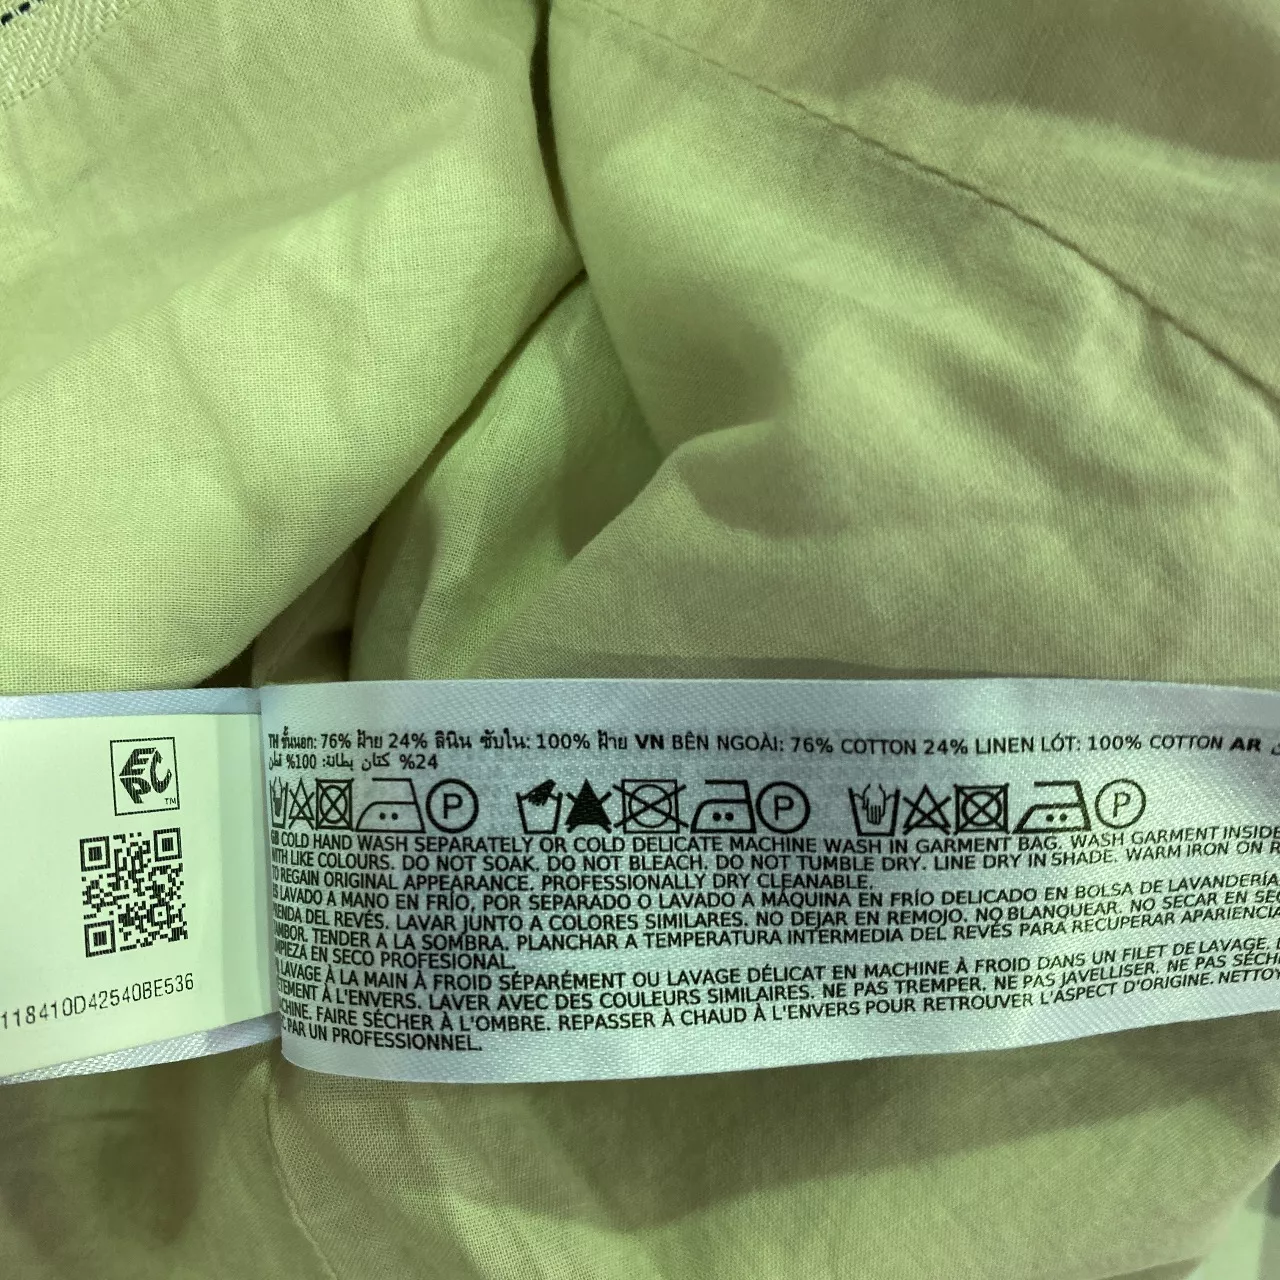 TH ชั้นนอก: 76% ฝ้าย 24% ลินิน ซับใน: 100% ฝ้าย VN BÊN NGOÀI: 76% COTTON 24% LINEN LÓT: 100% COTTON AR
24% كتان بطانة: 100% قطن
P P P
GB COLD HAND WASH SEPARATELY OR COLD DELICATE MACHINE WASH IN GARMENT BAG. WASH GARMENT INSIDE
WITH LIKE COLOURS. DO NOT SOAK. DO NOT BLEACH. DO NOT TUMBLE DRY. LINE DRY IN SHADE. WARM IRON ON
TO REGAIN ORIGINAL APPEARANCE. PROFESSIONALLY DRY CLEANABLE.
ES LAVADO A MANO EN FRÍO, POR SEPARADO O LAVADO A MÁQUINA EN FRÍO DELICADO EN BOLSA DE LAVANDERÍA.
DEL REVÉS. LAVAR JUNTO A COLORES SIMILARES. NO DEJAR EN REMOJO. NO BLANQUEAR. NO SECAR EN
TENDER A LA SOMBRA. PLANCHAR A TEMPERATURA INTERMEDIA DEL REVÉS PARA RECUPERAR APARIENCIA
EN SECO PROFESIONAL.
LAVAGE À LA MAIN À FROID SÉPARÉMENT OU LAVAGE DÉLICAT EN MACHINE À FROID DANS UN FILET DE LAVAGE.
À L'ENVERS. LAVER AVEC DES COULEURS SIMILAIRES. NE PAS TREMPER. NE PAS JAVELLISER. NE PAS
FAIRE SÉCHER À L'OMBRE. REPASSER À CHAUD À L'ENVERS POUR RETROUVER L'ASPECT D'ORIGINE.
PAR UN PROFESSIONNEL.
EPC TM
118410D42540BE536